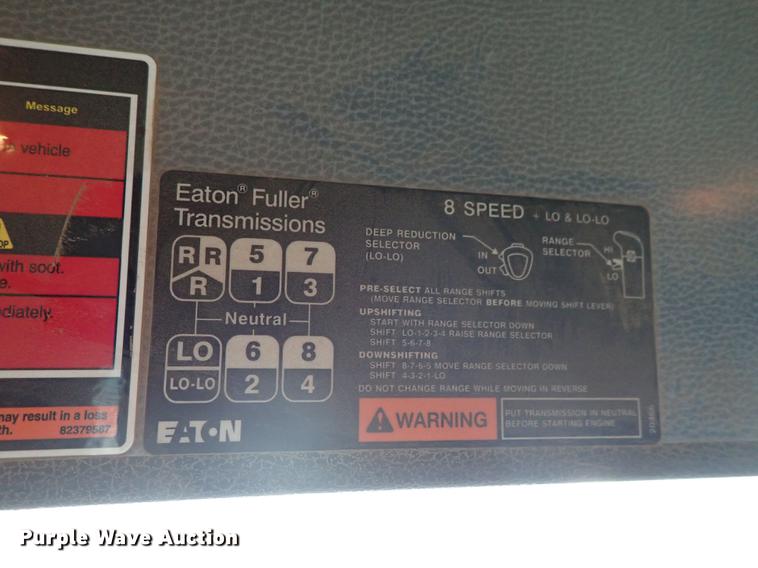 Message
vehicle
with soot.
e.
diately.
may result in a loss
th. 82379587
Eaton® Fuller®
Transmissions
R R 5 7
R 1 3
Neutral
LO 6 8
LO-LO 2 4
EATON
8 SPEED + LO & LO-LO
DEEP REDUCTION
SELECTOR
(LO-LO)
IN
OUT
RANGE
SELECTOR
HI
LO
PRE-SELECT ALL RANGE SHIFTS
(MOVE RANGE SELECTOR BEFORE MOVING SHIFT LEVER)
UPSHIFTING
START WITH RANGE SELECTOR DOWN
SHIFT LO-1-2-3-4 RAISE RANGE SELECTOR
SHIFT 5-6-7-8
DOWNSHIFTING
SHIFT 8-7-6-5 MOVE RANGE SELECTOR DOWN
SHIFT 4-3-2-1-LO
DO NOT CHANGE RANGE WHILE MOVING IN REVERSE
WARNING
PUT TRANSMISSION IN NEUTRAL
BEFORE STARTING ENGINE
Purple Wave Auction